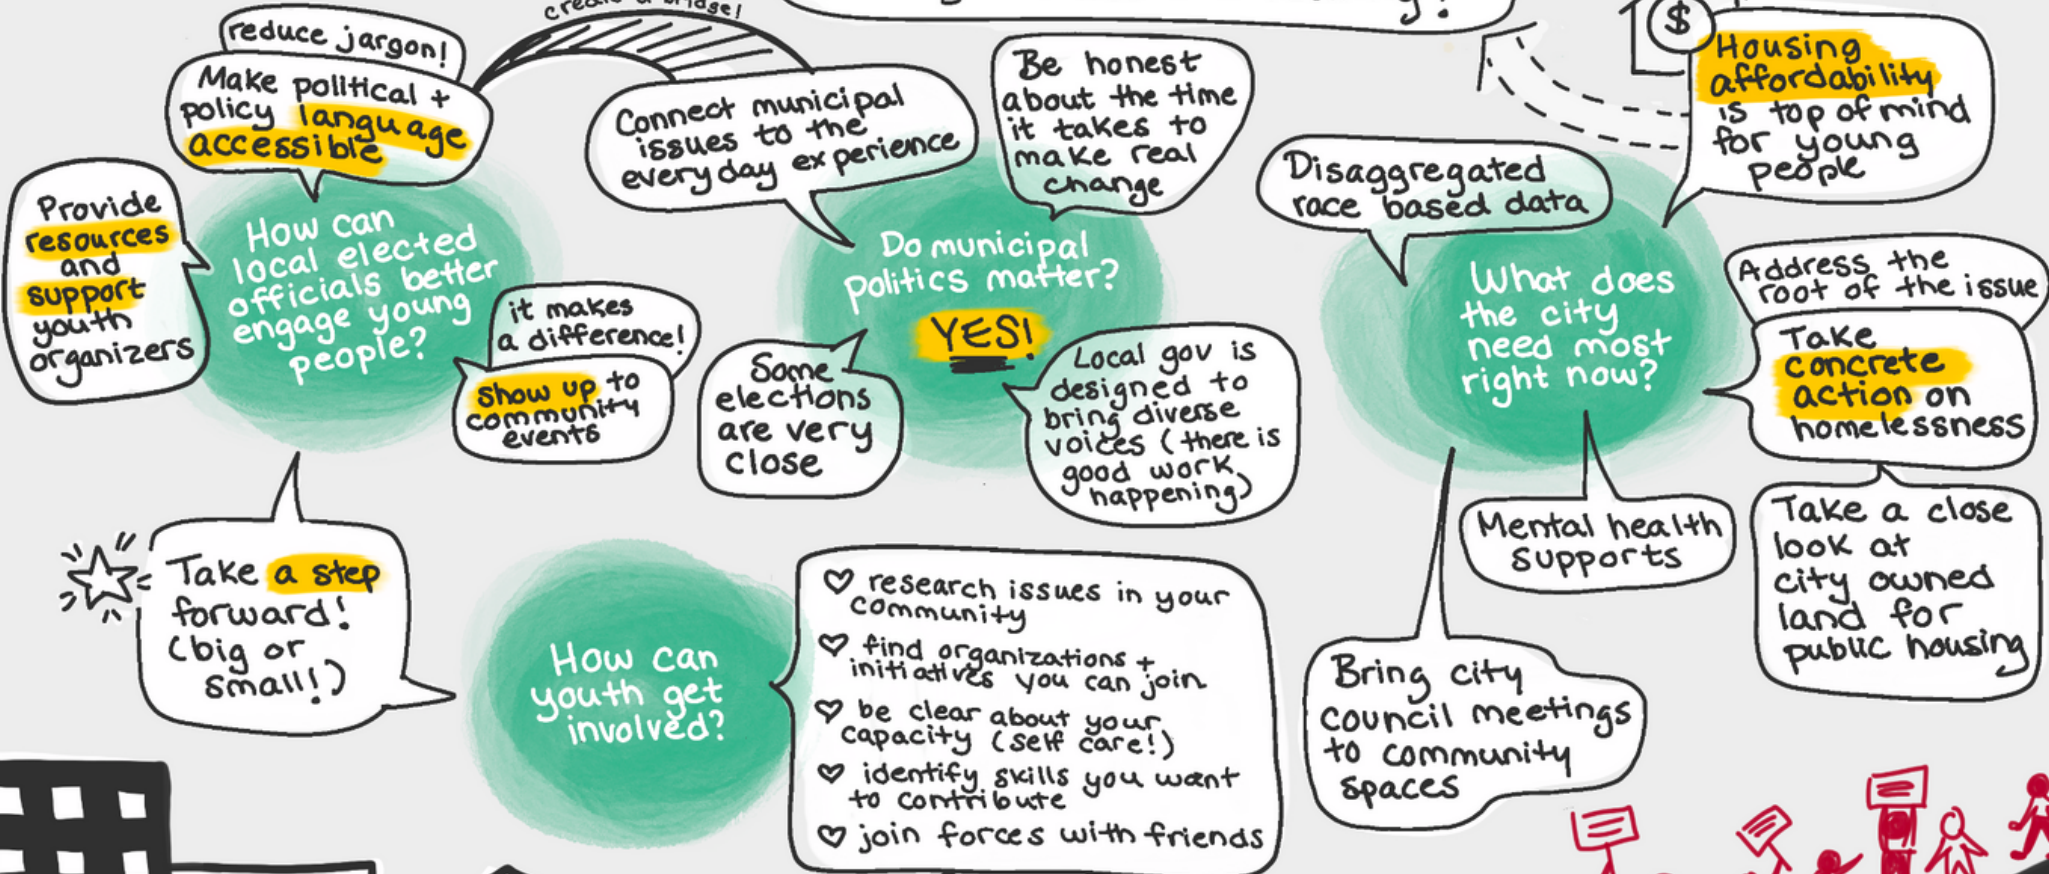 create a bridge!
reduce jargon!
Make political +
policy language
accessible
Provide
resources
and
support
youth
organizers
How can
local elected
officials better
engage young
people?
it makes
a difference!
Show up to
community
events
Take a step
forward!
(big or
small!)
Connect municipal
issues to the
everyday experience
Be honest
about the time
it takes to
make real
change
Do municipal
politics matter?
YES!
Some
elections
are very
close
Local gov is
designed to
bring diverse
voices (there is
good work
happening)
How can
youth get
involved?
♡ research issues in your
community
♡ find organizations +
initiatives you can join
♡ be clear about your
capacity (self care!)
♡ identify skills you want
to contribute
♡ join forces with friends
$
Housing
affordability
is top of mind
for young
people
Disaggregated
race based data
What does
the city
need most
right now?
Address the
root of the issue
Take
concrete
action on
homelessness
Take a close
look at
city owned
land for
public housing
Mental health
supports
Bring city
council meetings
to community
spaces